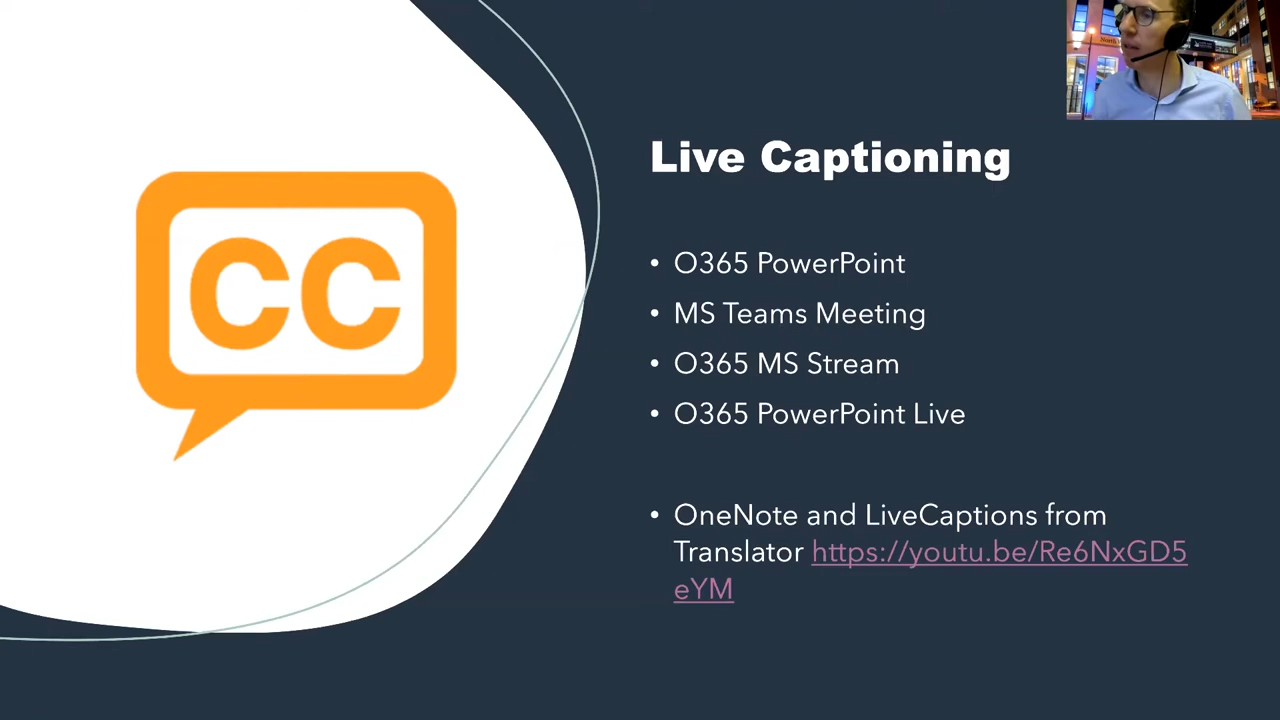 Live Captioning
CC
• O365 PowerPoint
• MS Teams Meeting
• O365 MS Stream
• O365 PowerPoint Live
• OneNote and LiveCaptions from
Translator https://youtu.be/Re6NxGD5
eYM